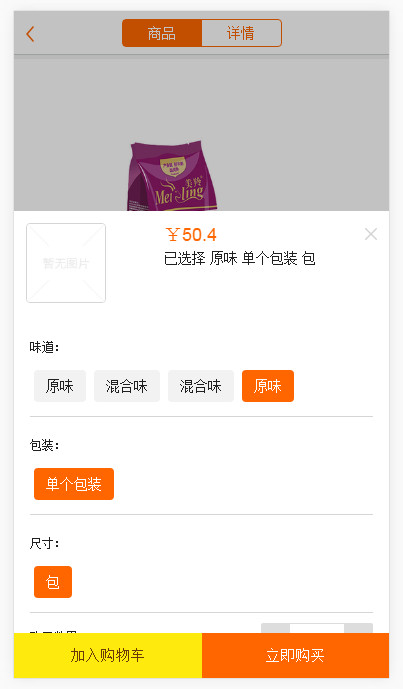 商品 详情
美羚
Mei Ling
暂无图片
￥50.4
已选择 原味 单个包装 包
味道：
原味 混合味 混合味 原味
包装：
单个包装
尺寸：
包
加入购物车 立即购买